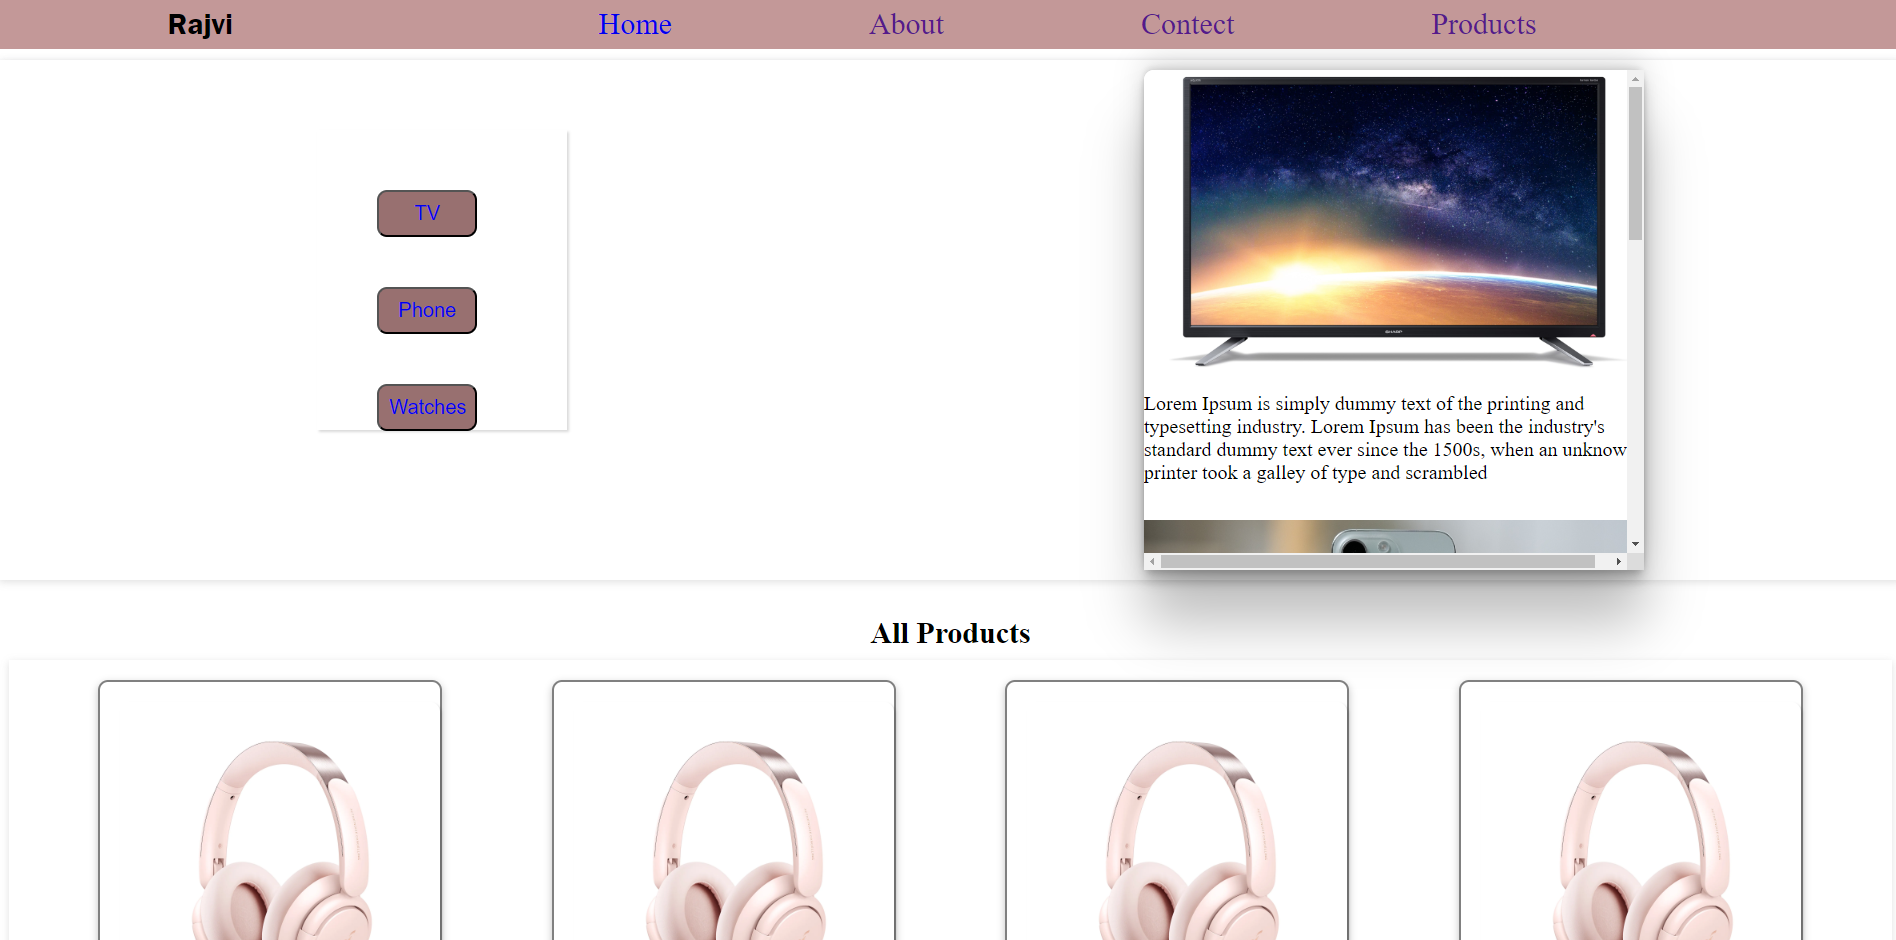 Rajvi Home About Contect Products
TV
Phone
Watches
SHARP
Lorem Ipsum is simply dummy text of the printing and
typesetting industry. Lorem Ipsum has been the industry's
standard dummy text ever since the 1500s, when an unknow
printer took a galley of type and scrambled
All Products